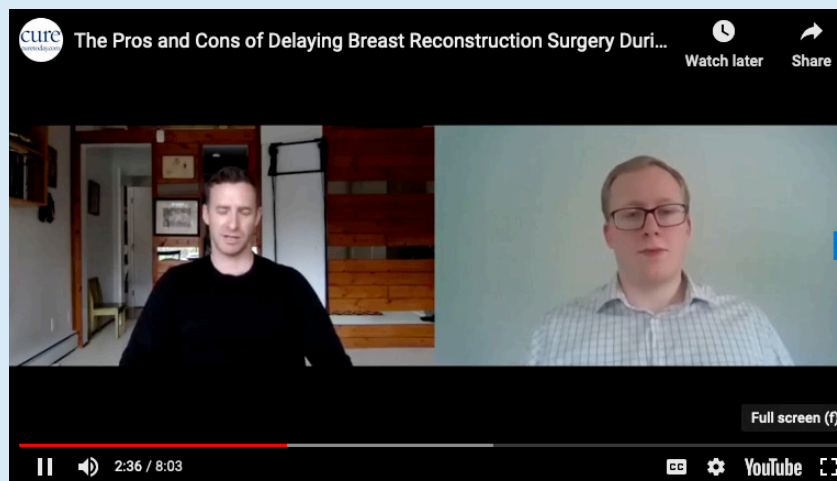 cure
curetoday.com
The Pros and Cons of Delaying Breast Reconstruction Surgery Duri...
Watch later
Share
Full screen (f)
2:36 / 8:03
CC
YouTube